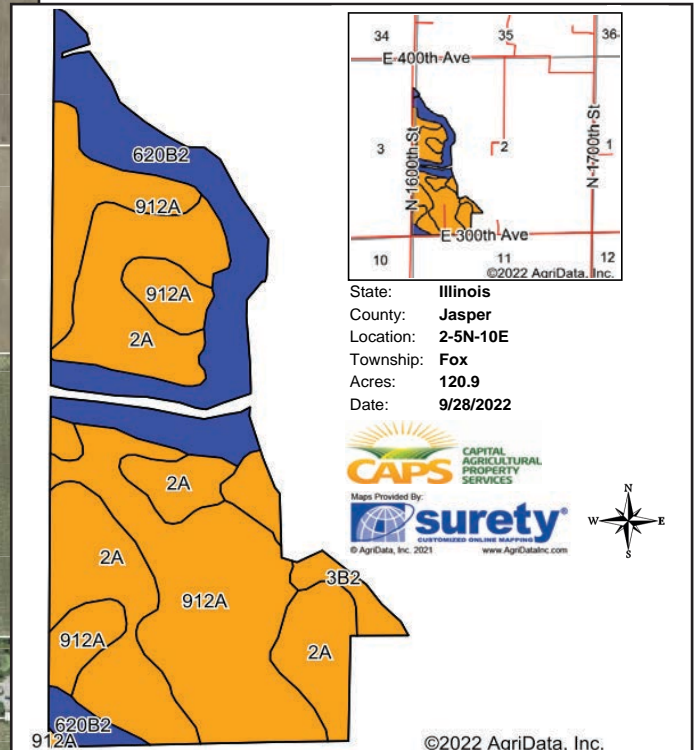 34
35
36
E 400th Ave
3
N 1600th St
2
N 1700th St
1
E 300th Ave
10
11
12
©2022 AgriData, Inc.
State: Illinois
County: Jasper
Location: 2-5N-10E
Township: Fox
Acres: 120.9
Date: 9/28/2022
CAPS
CAPITAL
AGRICULTURAL
PROPERTY
SERVICES
Maps Provided By:
surety®
CUSTOMIZED ONLINE MAPPING
© AgriData, Inc. 2021 www.AgriDataInc.com
N
W E
S
620B2
912A
912A
2A
2A
2A
3B2
912A
912A
2A
620B2
912A
©2022 AgriData, Inc.